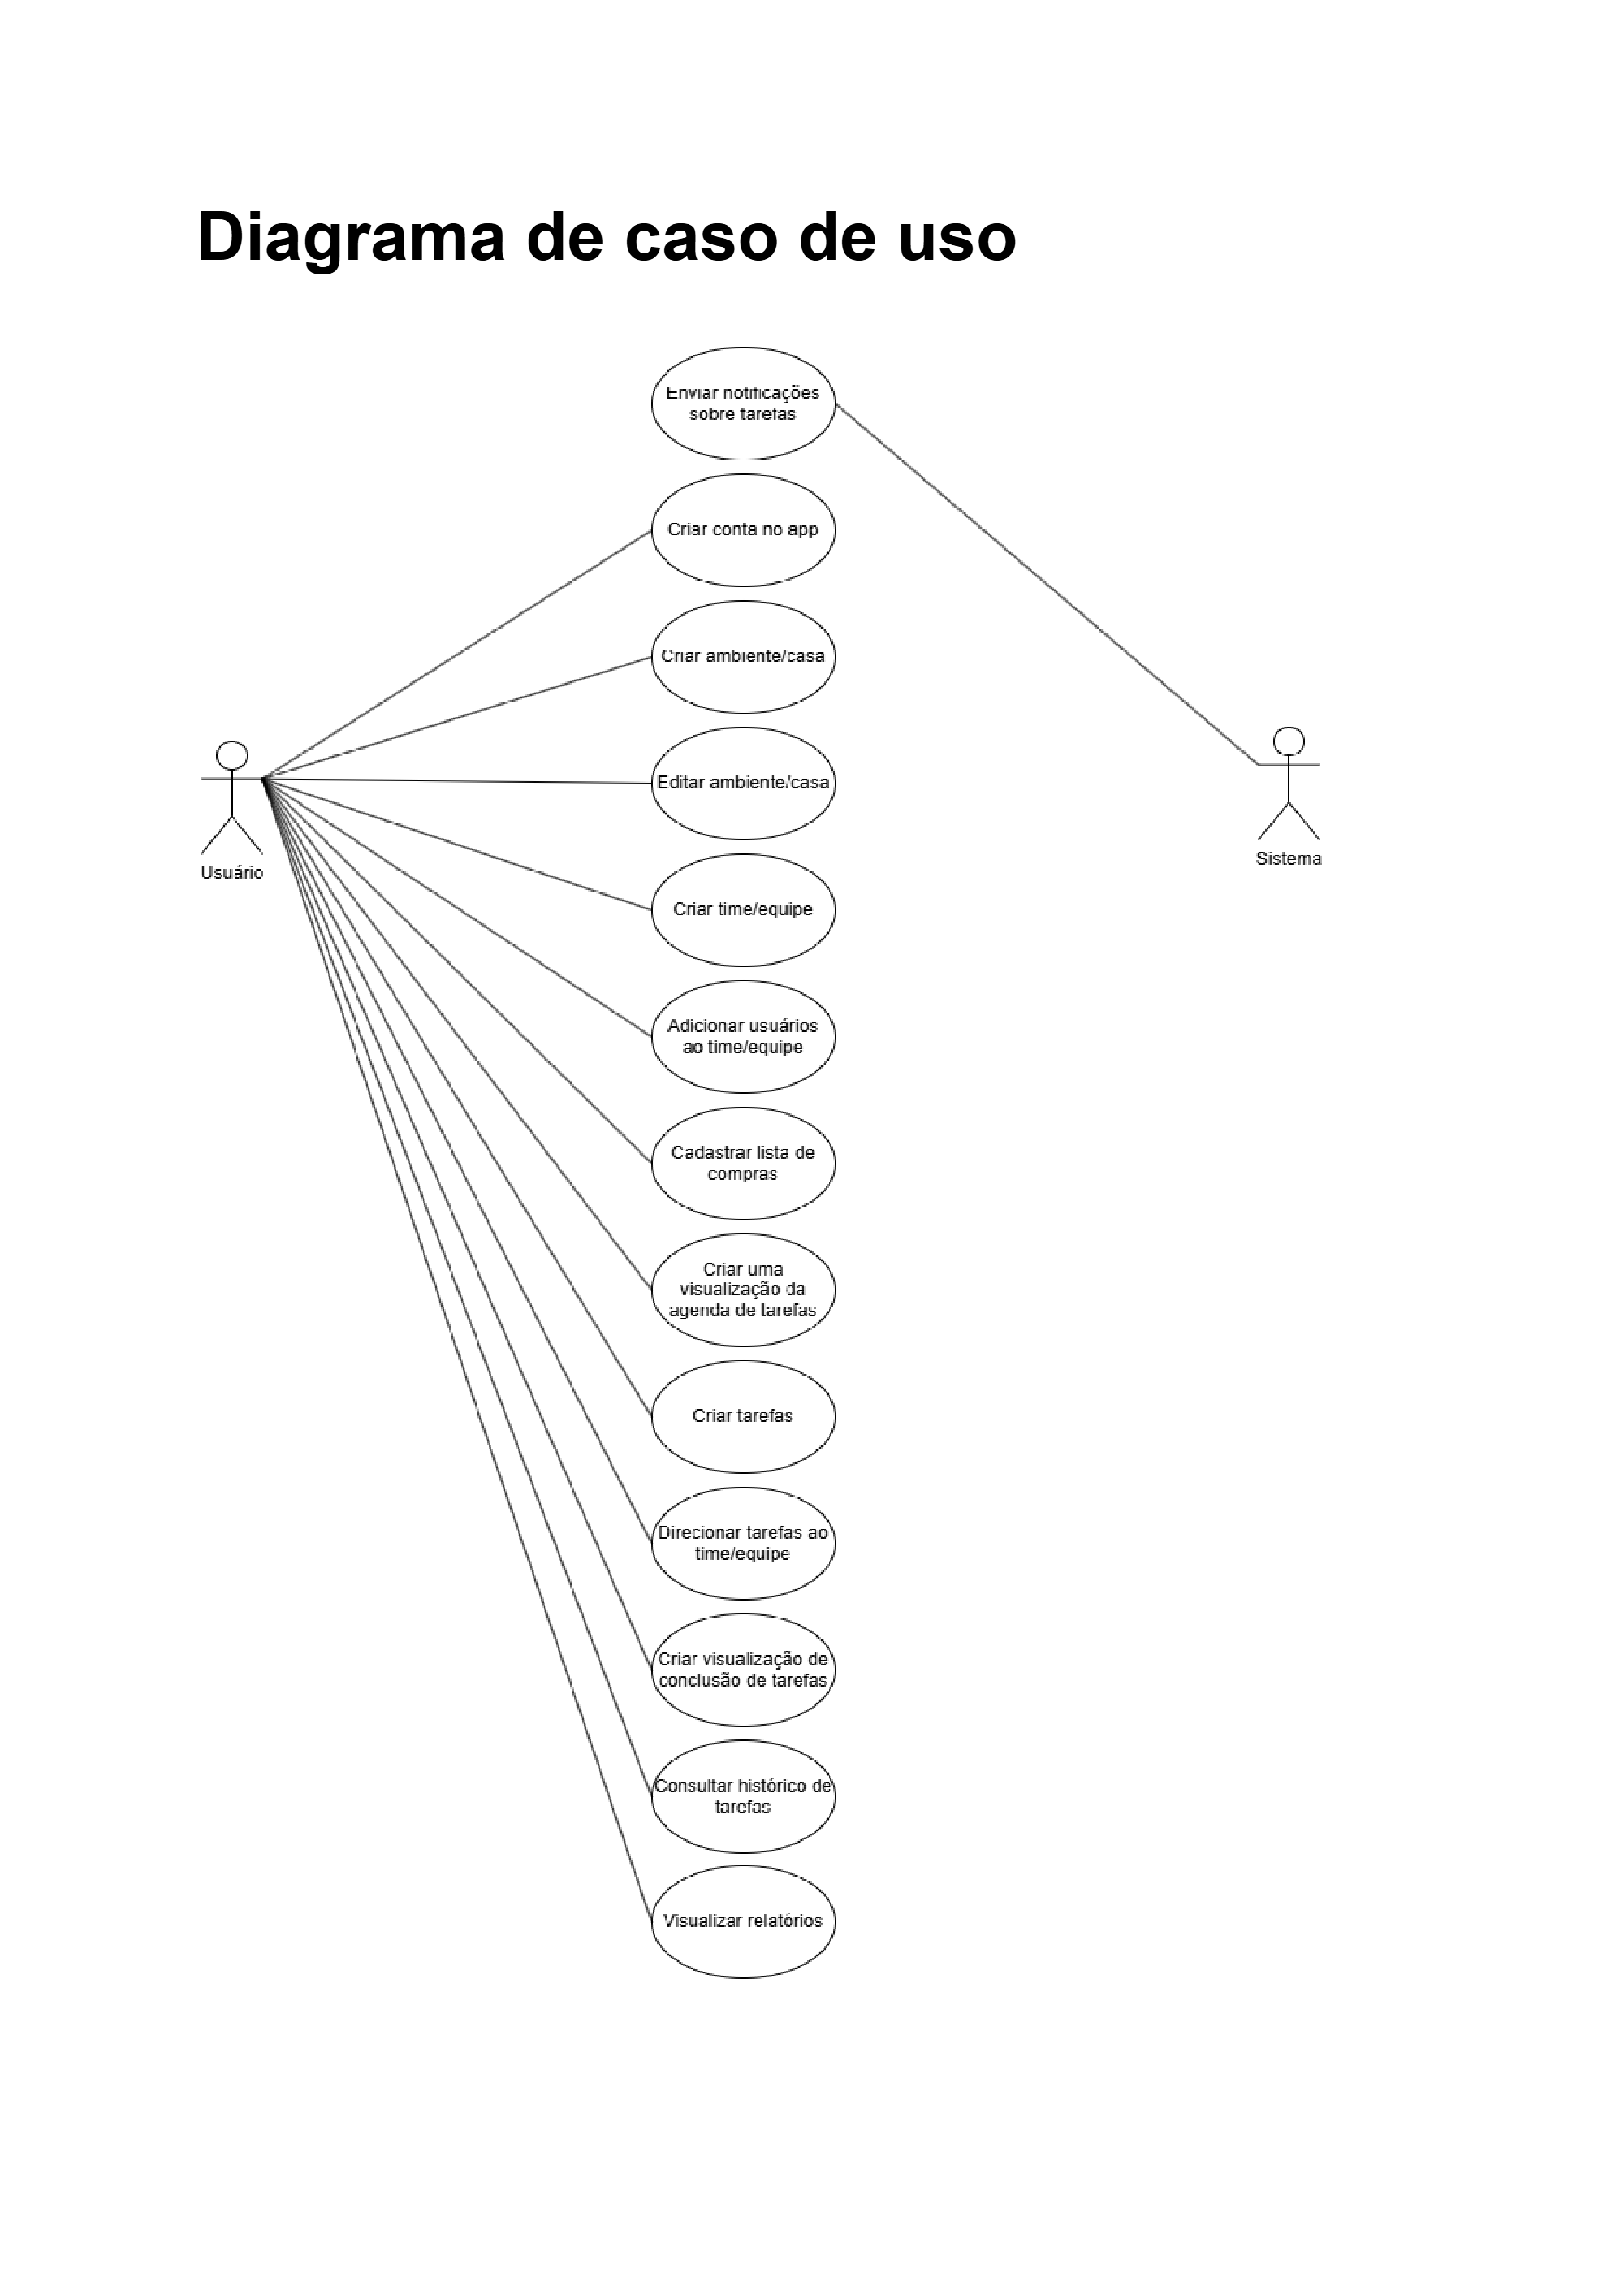 Diagrama de caso de uso
Enviar notificações
sobre tarefas
Criar conta no app
Criar ambiente/casa
Editar ambiente/casa
Usuário
Sistema
Criar time/equipe
Adicionar usuários
ao time/equipe
Cadastrar lista de
compras
Criar uma
visualização da
agenda de tarefas
Criar tarefas
Direcionar tarefas ao
time/equipe
Criar visualização de
conclusão de tarefas
Consultar histórico de
tarefas
Visualizar relatórios